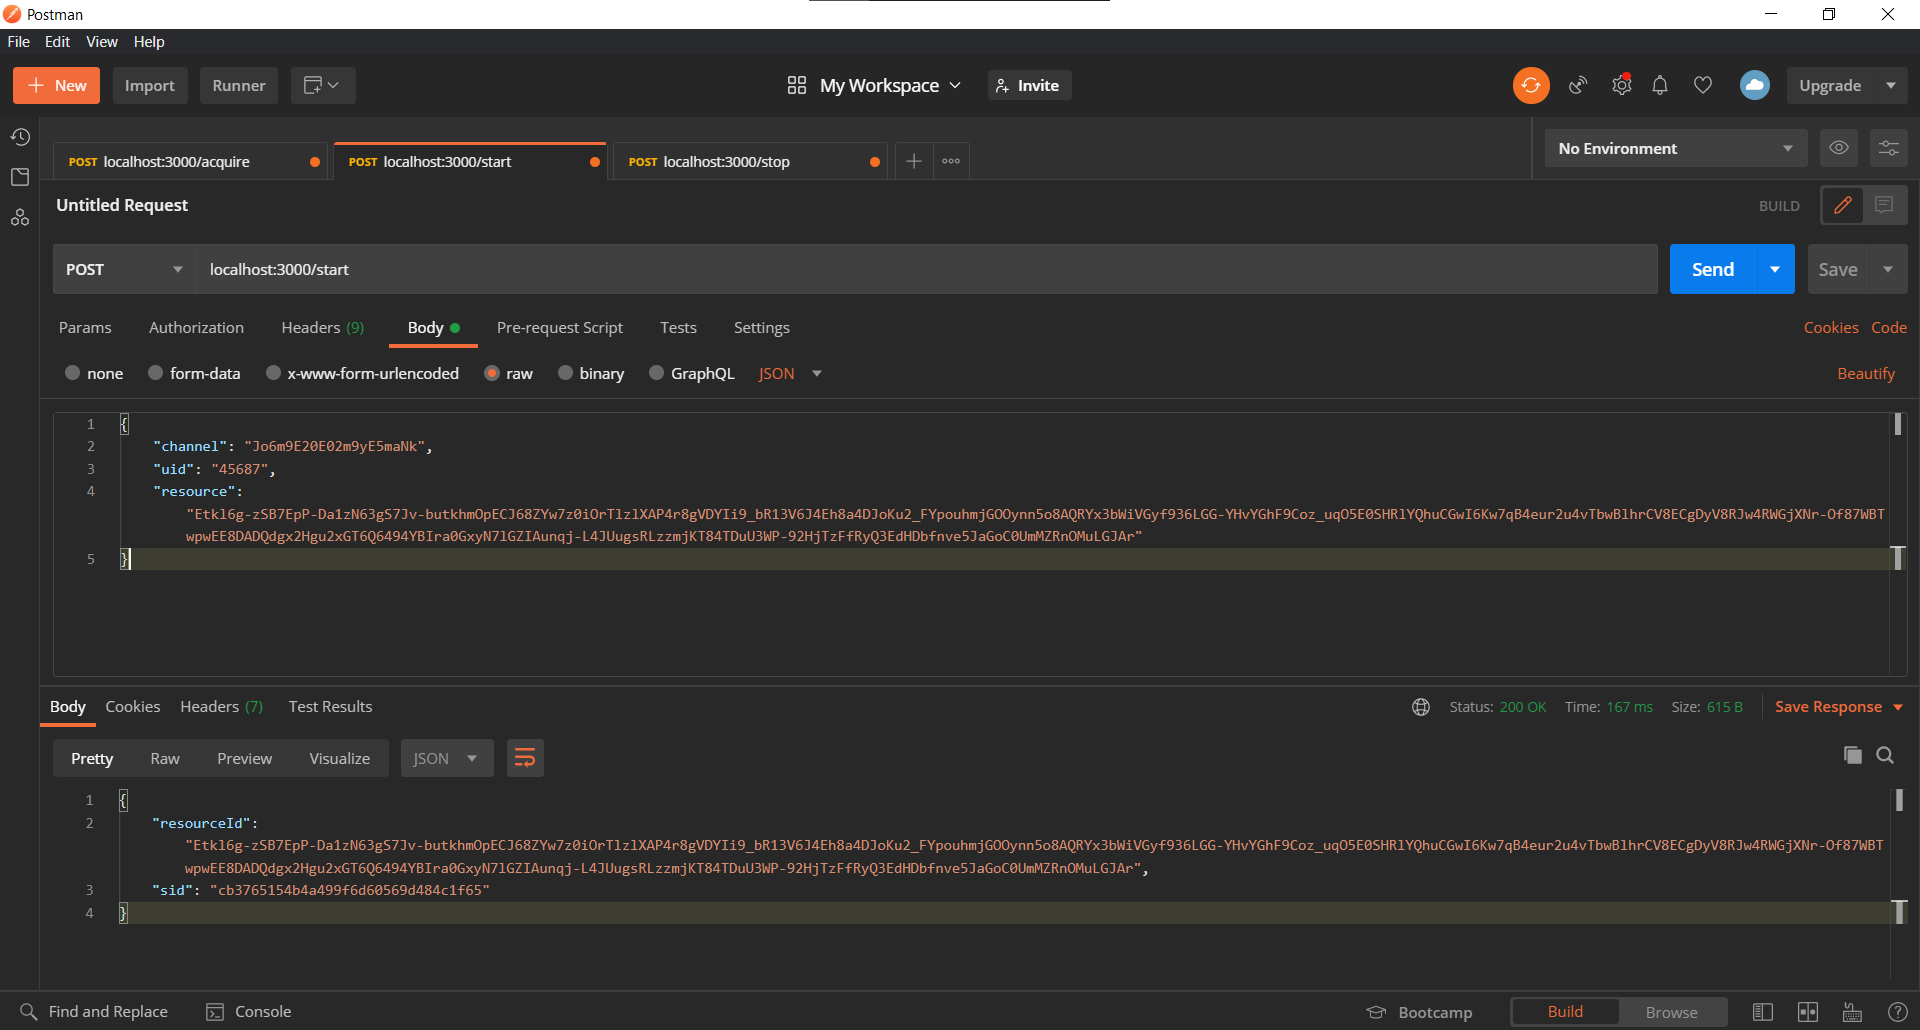 Postman
File Edit View Help
New Import Runner My Workspace Invite Upgrade
POST localhost:3000/acquire POST localhost:3000/start POST localhost:3000/stop No Environment
Untitled Request BUILD
POST localhost:3000/start Send Save
Params Authorization Headers (9) Body Pre-request Script Tests Settings Cookies Code
none form-data x-www-form-urlencoded raw binary GraphQL JSON Beautify
1 {
2 "channel": "Jo6m9E20E02m9yE5maNk",
3 "uid": "45687",
4 "resource":
"Etkl6g-zSB7EpP-Da1zN63gS7Jv-butkhmOpECJ68ZYw7z0iOrTlzlXAP4r8gVDYIi9_bR13V6J4Eh8a4DJoKu2_FYpouhmjGOOynn5o8AQRYx3bWiVGyf936LGG-YHvYGhF9Coz_uqO5E0SHRlYQhuCGwI6Kw7qB4eur2u4vTbwBlhrCV8ECgDyV8RJw4RWGjXNr-Of87WBT
wpwEE8DADQdgx2Hgu2xGT6Q6494YBIra0GxyN7lGZIAunqj-L4JUugsRLzzmjKT84TDuU3WP-92HjTzFfRyQ3EdHDbfnve5JaGoC0UmMZRnOMuLGJAr"
5 }
Body Cookies Headers (7) Test Results Status: 200 OK Time: 167 ms Size: 615 B Save Response
Pretty Raw Preview Visualize JSON
1 {
2 "resourceId":
"Etkl6g-zSB7EpP-Da1zN63gS7Jv-butkhmOpECJ68ZYw7z0iOrTlzlXAP4r8gVDYIi9_bR13V6J4Eh8a4DJoKu2_FYpouhmjGOOynn5o8AQRYx3bWiVGyf936LGG-YHvYGhF9Coz_uqO5E0SHRlYQhuCGwI6Kw7qB4eur2u4vTbwBlhrCV8ECgDyV8RJw4RWGjXNr-Of87WBT
wpwEE8DADQdgx2Hgu2xGT6Q6494YBIra0GxyN7lGZIAunqj-L4JUugsRLzzmjKT84TDuU3WP-92HjTzFfRyQ3EdHDbfnve5JaGoC0UmMZRnOMuLGJAr",
3 "sid": "cb3765154b4a499f6d60569d484c1f65"
4 }
Find and Replace Console Bootcamp Build Browse